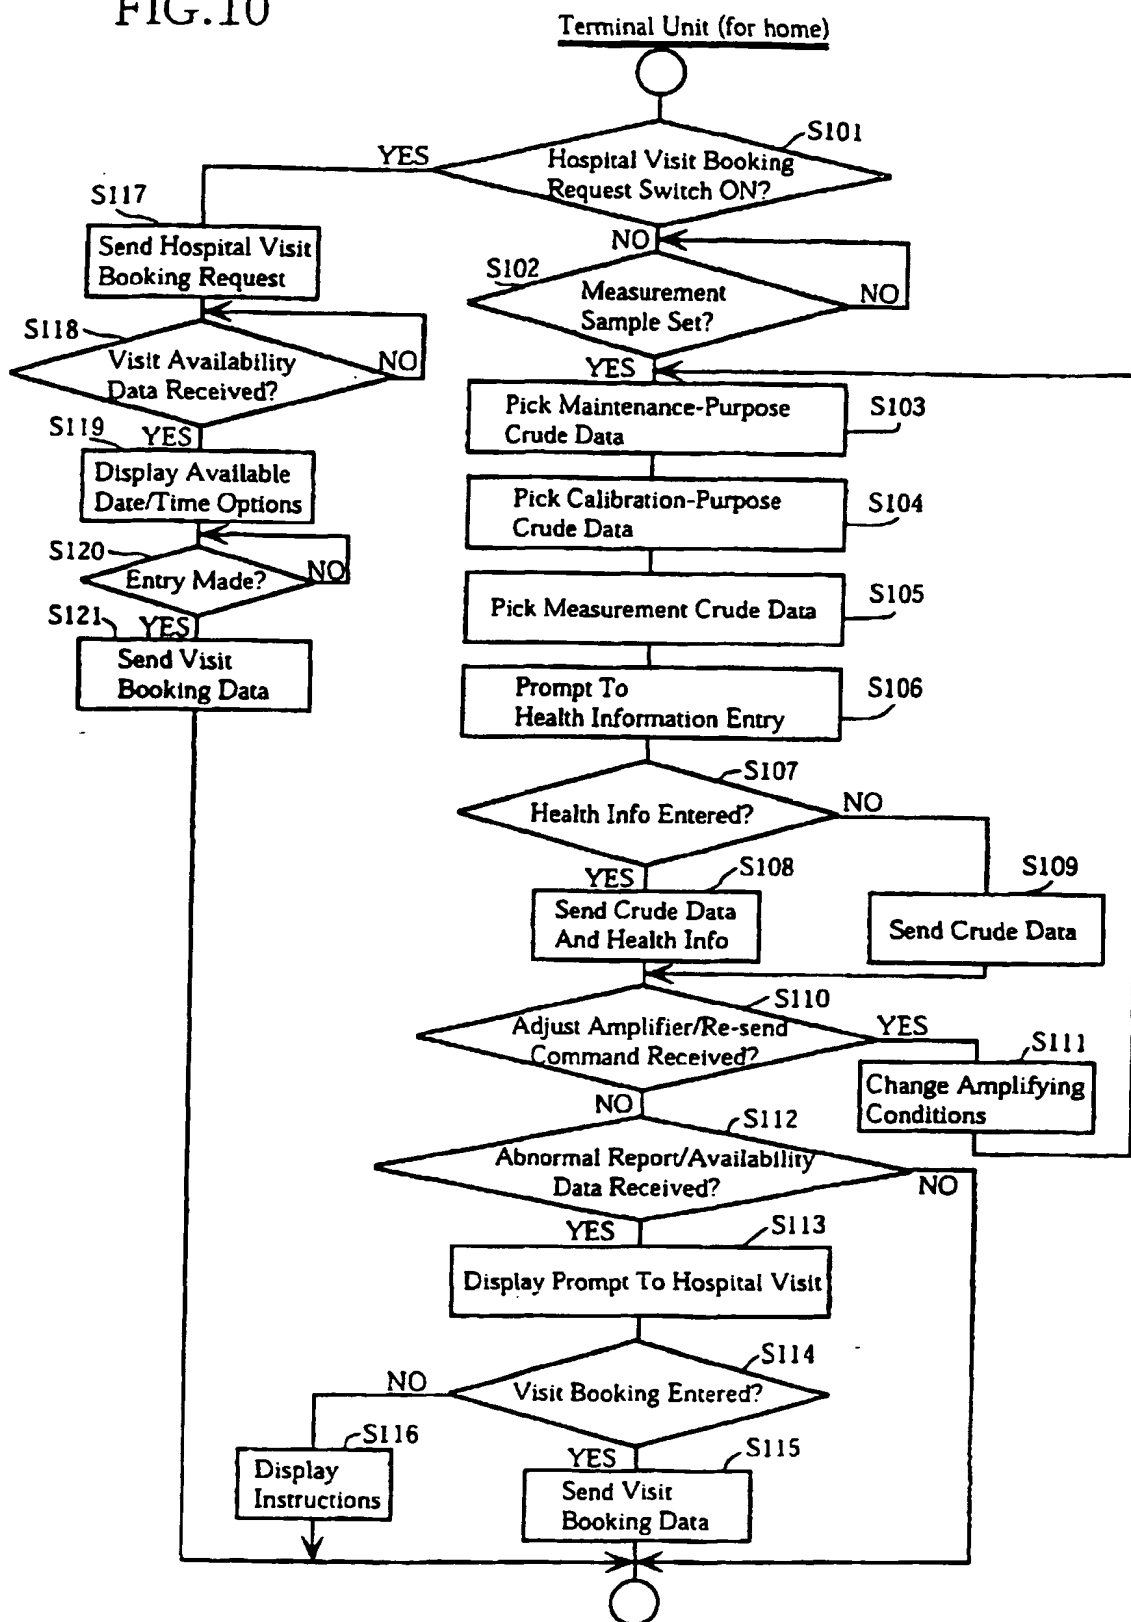 FIG.10
Terminal Unit (for home)
S101
YES
Hospital Visit Booking
Request Switch ON?
S117
NO
Send Hospital Visit
Booking Request
S102
Measurement
Sample Set?
NO
S118
Visit Availability
Data Received?
NO
YES
S103
Pick Maintenance-Purpose
Crude Data
S119
YES
Display Available
Date/Time Options
S104
Pick Calibration-Purpose
Crude Data
S120
Entry Made?
NO
S105
Pick Measurement Crude Data
S121
YES
Send Visit
Booking Data
S106
Prompt To
Health Information Entry
S107
Health Info Entered?
NO
YES
S108
S109
Send Crude Data
And Health Info
Send Crude Data
S110
Adjust Amplifier/Re-send
Command Received?
YES
S111
Change Amplifying
Conditions
NO
S112
Abnormal Report/Availability
Data Received?
NO
YES
S113
Display Prompt To Hospital Visit
S114
NO
Visit Booking Entered?
S116
YES
S115
Display
Instructions
Send Visit
Booking Data